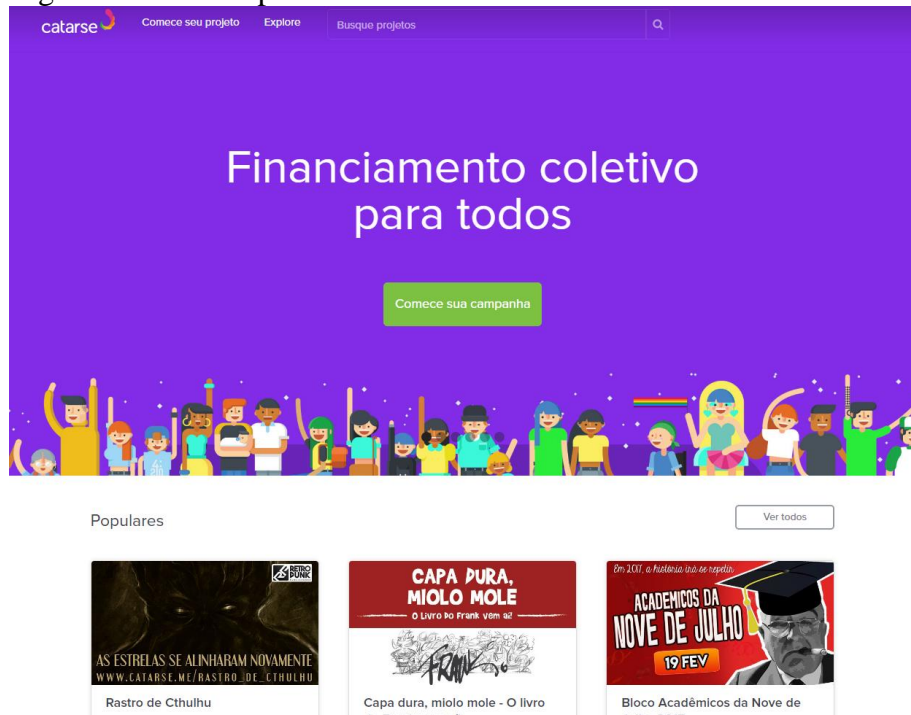 catarse
Comece seu projeto
Explore
Busque projetos
Financiamento coletivo
para todos
Comece sua campanha
Populares
Ver todos
RETRO
PUNK
AS ESTRELAS SE ALINHARAM NOVAMENTE
WWW.CATARSE.ME/RASTRO_DE_CTHULHU
Rastro de Cthulhu
CAPA DURA,
MIOLO MOLE
O Livro do Frank vem aí!
FRANK
Capa dura, miolo mole - O livro
Em 2017, a história irá se repetir
ACADEMICOS DA
NOVE DE JULHO
19 FEV
Bloco Acadêmicos da Nove de